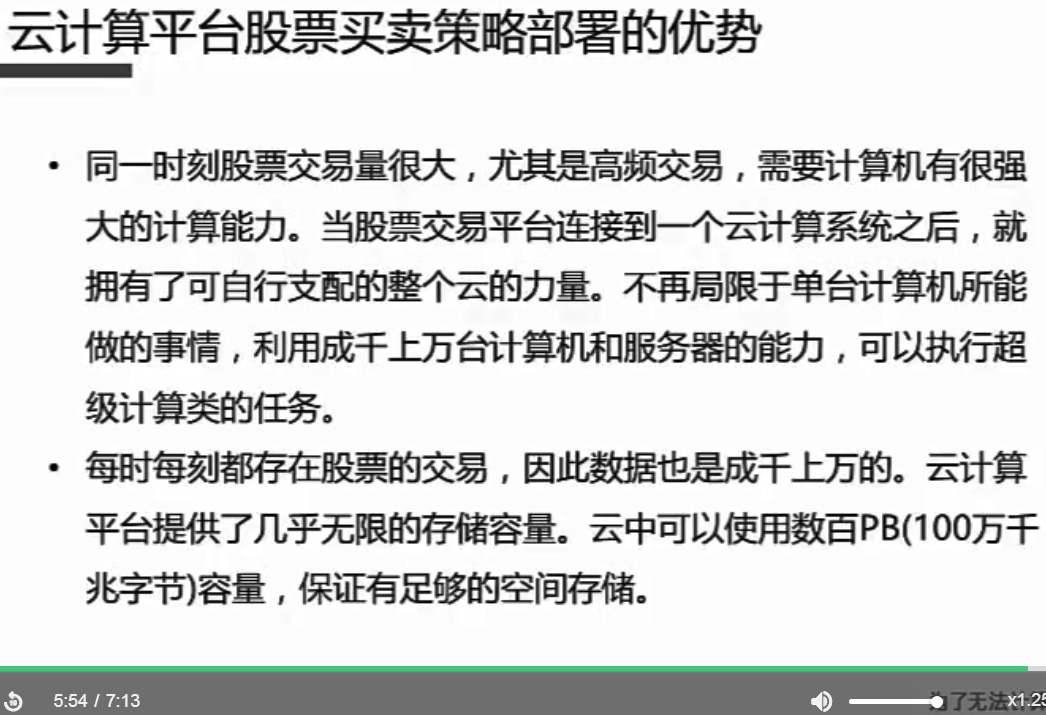 云计算平台股票买卖策略部署的优势
• 同一时刻股票交易量很大，尤其是高频交易，需要计算机有很强
大的计算能力。当股票交易平台连接到一个云计算系统之后，就
拥有了可自行支配的整个云的力量。不再局限于单台计算机所能
做的事情，利用成千上万台计算机和服务器的能力，可以执行超
级计算类的任务。
• 每时每刻都存在股票的交易，因此数据也是成千上万的。云计算
平台提供了几乎无限的存储容量。云中可以使用数百PB(100万千
兆字节)容量，保证有足够的空间存储。
10 5:54 / 7:13 了无法 x1.25